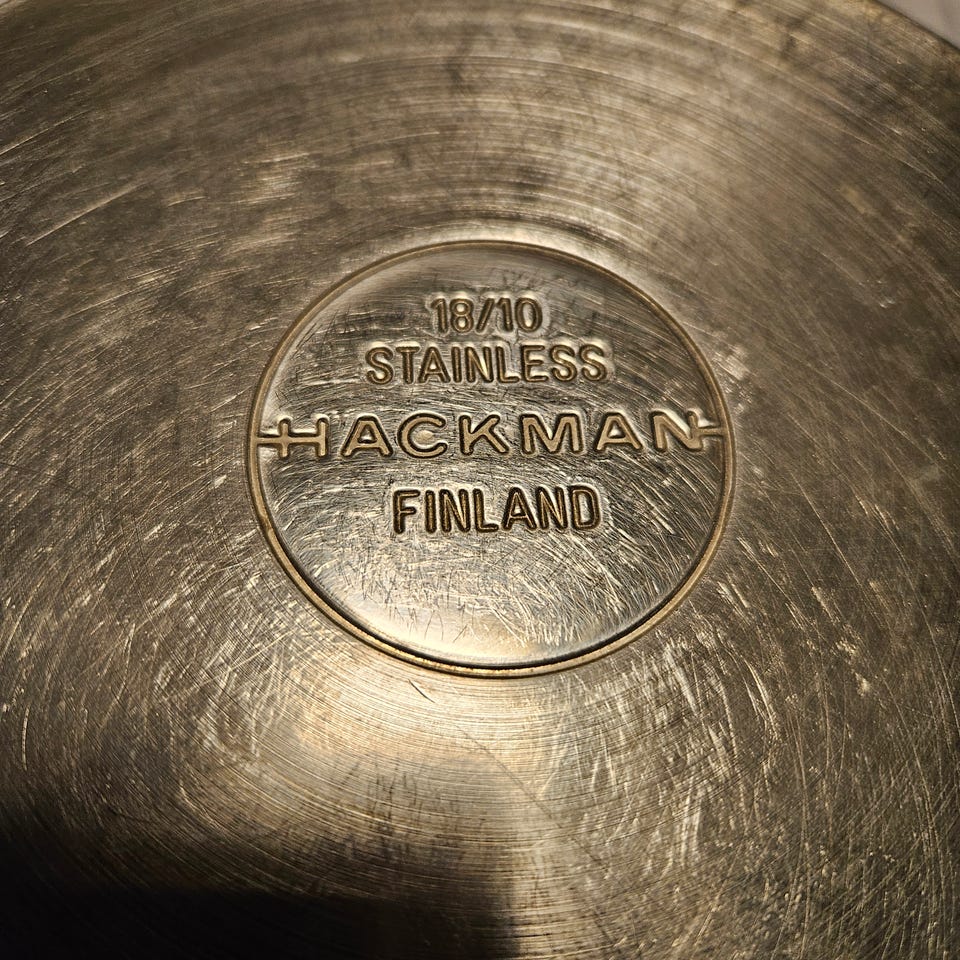 18/10
STAINLESS
HACKMAN
FINLAND